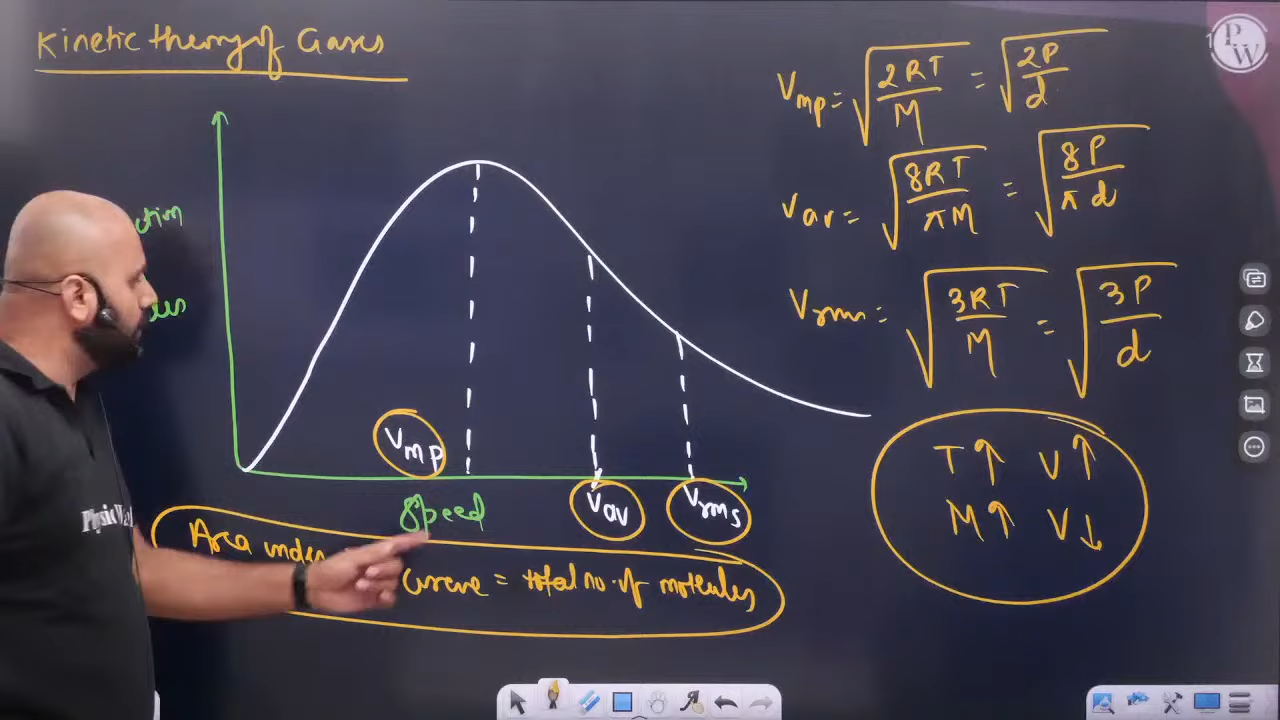 Kinetic theory of Gases
Vmp = √(2RT/M) = √(2P/d)
Vav = √(8RT/πM) = √(8P/πd)
Vrms = √(3RT/M) = √(3P/d)
Vmp
Speed
Vav
Vrms
T↑ V↑
M↑ V↓
Area under curve = total no. of molecules
PW